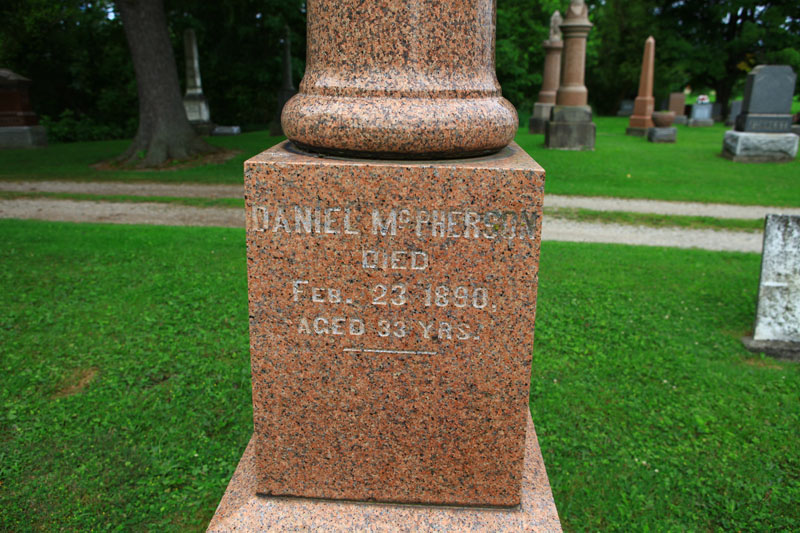 DANIEL McPHERSON
DIED
FEB. 23 1890,
AGED 33 YRS.